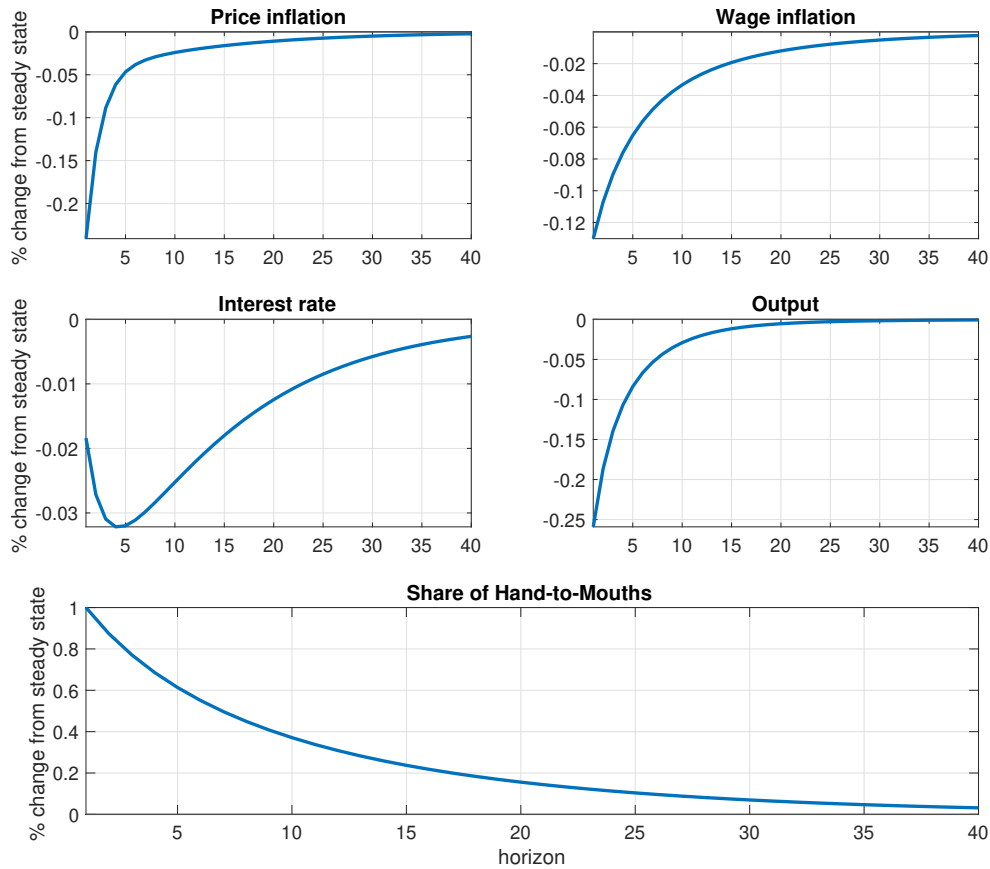 Price inflation
% change from steady state
0
-0.05
-0.1
-0.15
-0.2
5 10 15 20 25 30 35 40
Wage inflation
-0.02
-0.04
-0.06
-0.08
-0.1
-0.12
5 10 15 20 25 30 35 40
Interest rate
% change from steady state
0
-0.01
-0.02
-0.03
5 10 15 20 25 30 35 40
Output
0
-0.05
-0.1
-0.15
-0.2
-0.25
5 10 15 20 25 30 35 40
Share of Hand-to-Mouths
% change from steady state
1
0.8
0.6
0.4
0.2
0
5 10 15 20 25 30 35 40
horizon